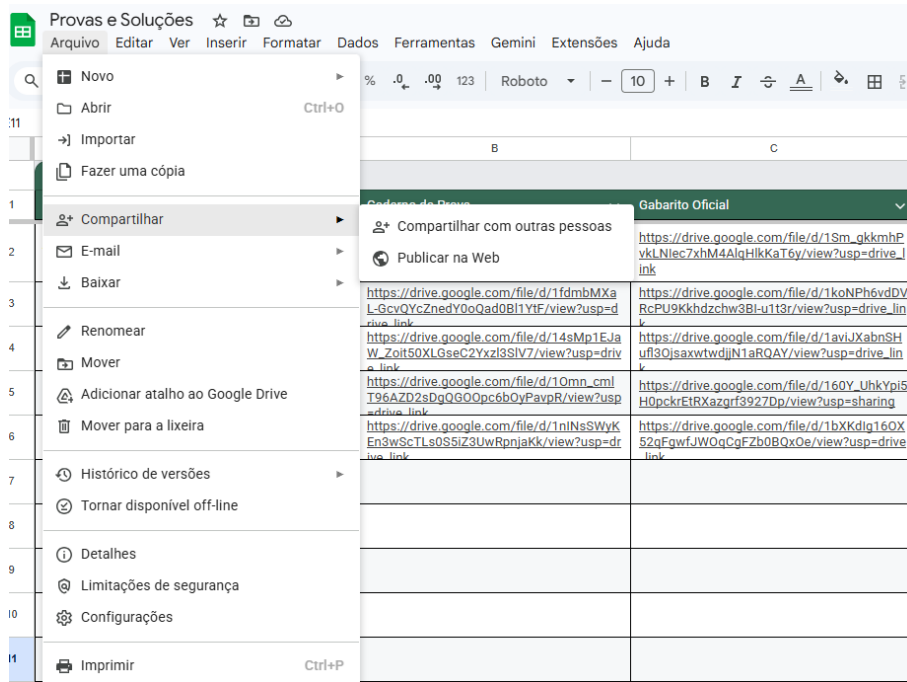 Provas e Soluções
Arquivo Editar Ver Inserir Formatar Dados Ferramentas Gemini Extensões Ajuda
% .0 .00 123 Roboto 10 B I A
Novo
Abrir Ctrl+O
Importar
Fazer uma cópia
Compartilhar
E-mail
Baixar
Renomear
Mover
Adicionar atalho ao Google Drive
Mover para a lixeira
Histórico de versões
Tornar disponível off-line
Detalhes
Limitações de segurança
Configurações
Imprimir Ctrl+P
Compartilhar com outras pessoas
Publicar na Web
B C
Caderno de Prova Gabarito Oficial
1
2
3
4
5
6
7
8
9
10
11
https://drive.google.com/file/d/1fdmbMXa
L-GcvQYcZnedY0oQad0Bl1YtF/view?usp=d
rive_link
https://drive.google.com/file/d/14sMp1EJa
W_Zoit50XLGseC2Yxzl3SlV7/view?usp=driv
e_link
https://drive.google.com/file/d/1Omn_cml
T96AZD2sDgQGOOpc6bOyPavpR/view?usp
=drive_link
https://drive.google.com/file/d/1nINsSWyK
En3wScTLs0S5iZ3UwRpnjaKk/view?usp=dr
ive_link
https://drive.google.com/file/d/1Sm_gkkmhP
vkLNIec7xhM4AlqHlkKaT6y/view?usp=drive_l
ink
https://drive.google.com/file/d/1koNPh6vdDV
RcPU9Kkhdzchw3BI-u1t3r/view?usp=drive_lin
k
https://drive.google.com/file/d/1aviJXabnSH
ufl3OjsaxwtwdjjN1aRQAY/view?usp=drive_lin
k
https://drive.google.com/file/d/160Y_UhkYpi5
H0pckrEtRXazgrf3927Dp/view?usp=sharing
https://drive.google.com/file/d/1bXKdIg16OX
52qFgwfJWOqCgFZb0BQxOe/view?usp=drive
_link